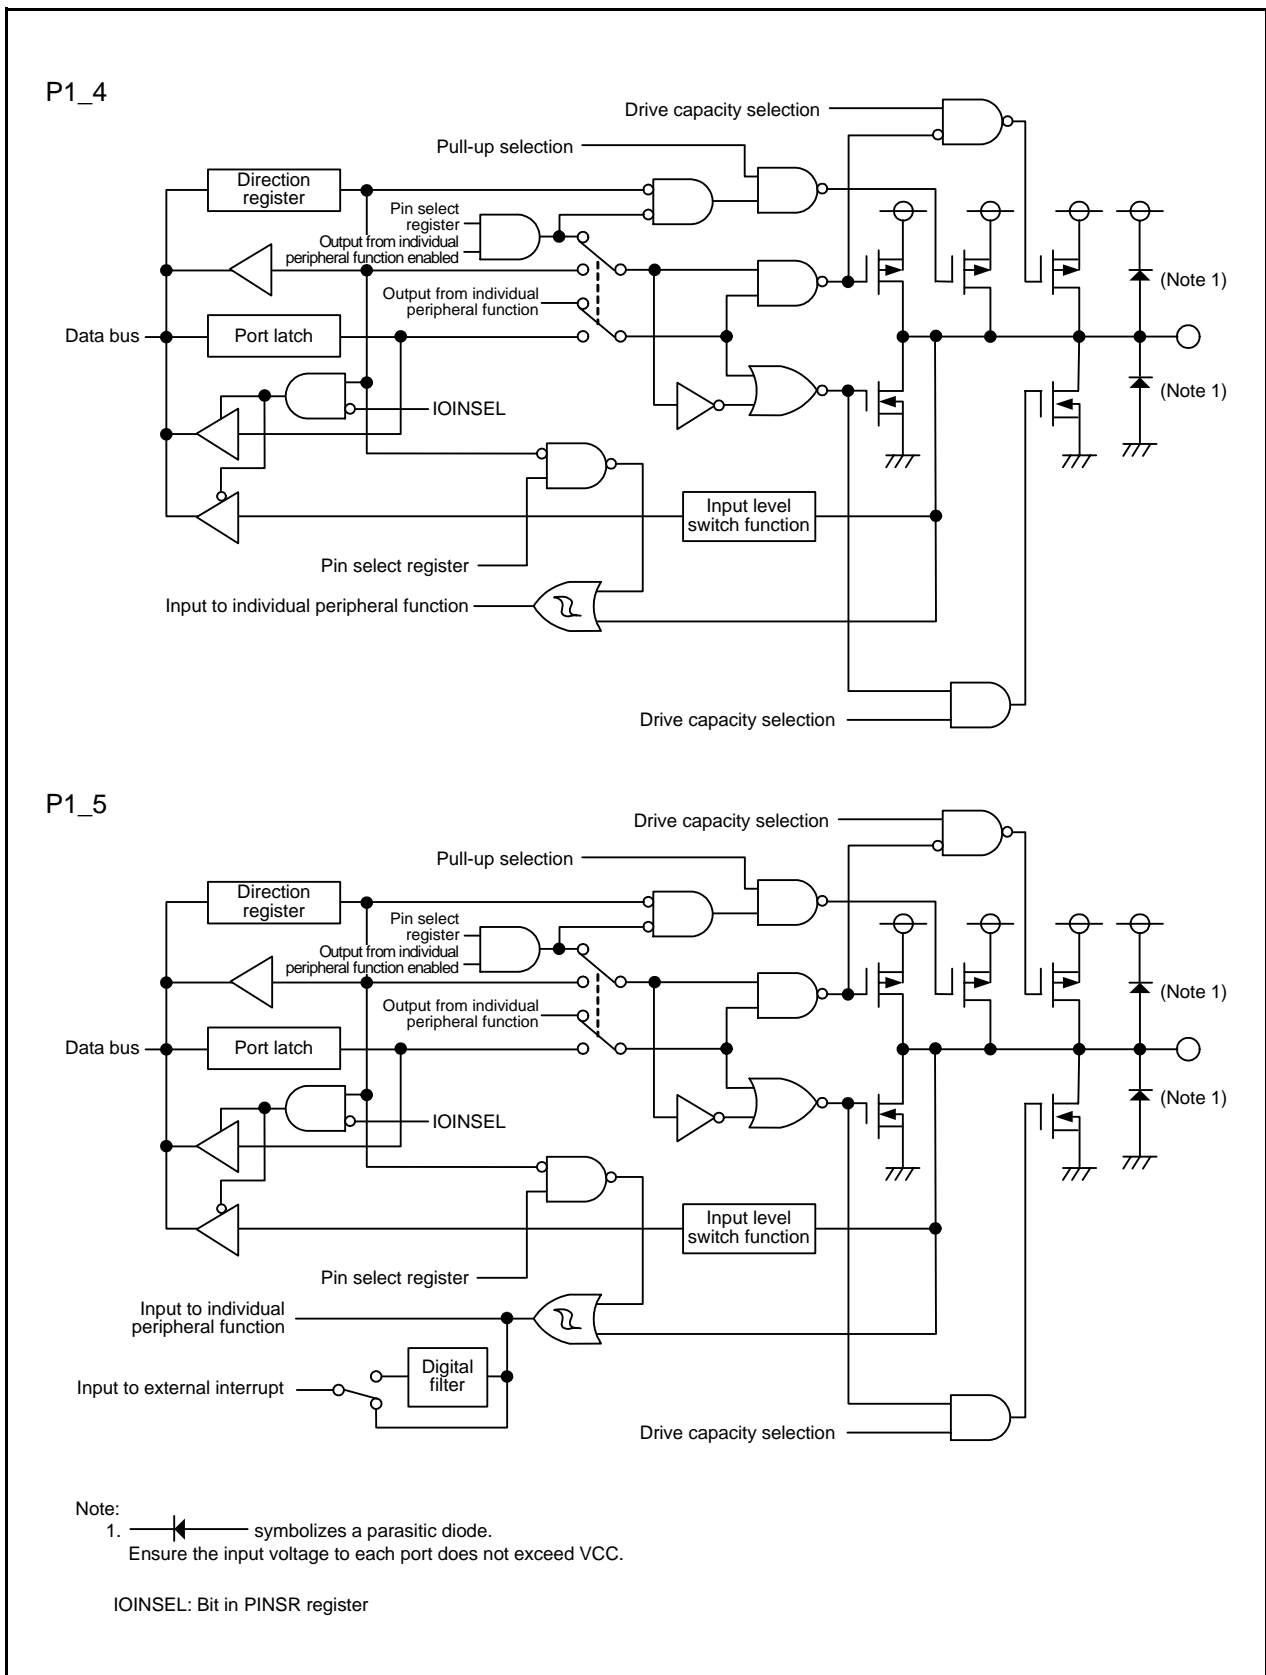 P1_4
Drive capacity selection
Pull-up selection
Direction
register
Pin select
register
Output from individual
peripheral function enabled
Output from individual
peripheral function
(Note 1)
Data bus
Port latch
(Note 1)
IOINSEL
Input level
switch function
Pin select register
Input to individual peripheral function
Drive capacity selection
P1_5
Drive capacity selection
Pull-up selection
Direction
register
Pin select
register
Output from individual
peripheral function enabled
Output from individual
peripheral function
(Note 1)
Data bus
Port latch
(Note 1)
IOINSEL
Input level
switch function
Pin select register
Input to individual
peripheral function
Digital
filter
Input to external interrupt
Drive capacity selection
Note:
1. symbolizes a parasitic diode.
Ensure the input voltage to each port does not exceed VCC.
IOINSEL: Bit in PINSR register